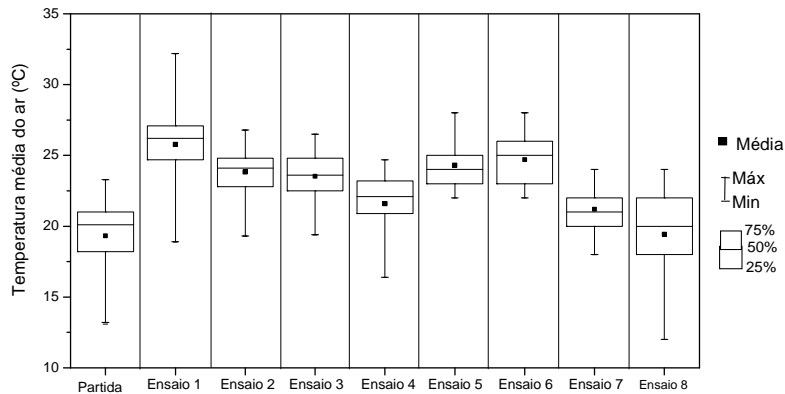 35
30
25
20
15
10
Temperatura média do ar (ºC)
Partida
Ensaio 1
Ensaio 2
Ensaio 3
Ensaio 4
Ensaio 5
Ensaio 6
Ensaio 7
Ensaio 8
Média
Máx
Min
75%
50%
25%